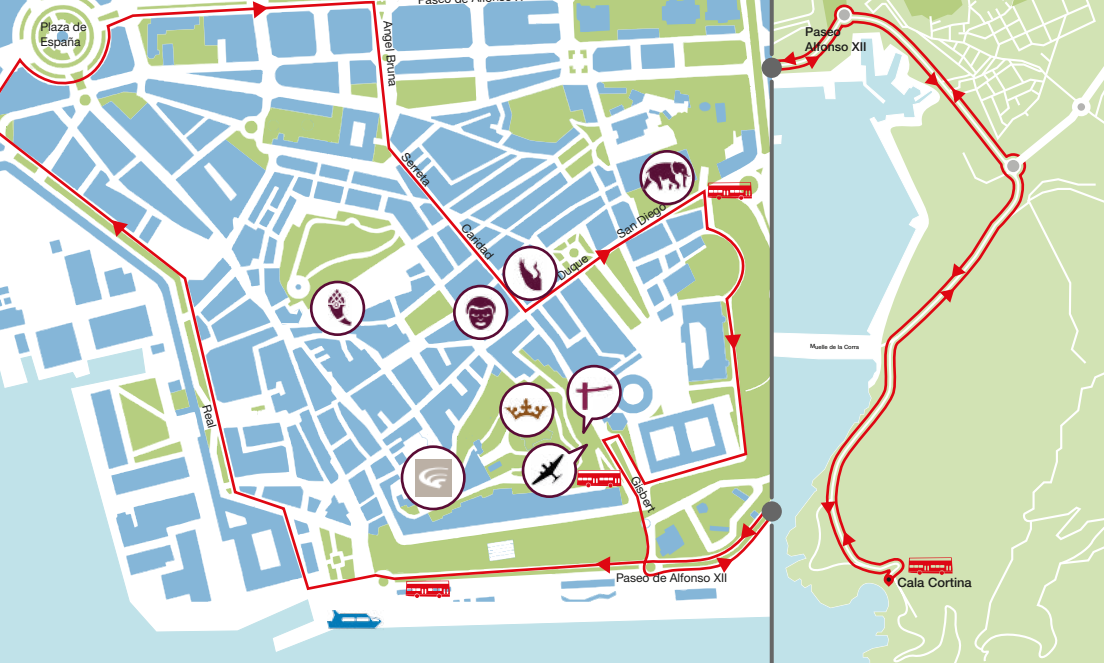 Plaza de
España
Angel Bruna
Serreta
Caridad
Duque
San Diego
Real
Gisbert
Paseo de Alfonso XII
Paseo
Alfonso XII
Muelle de la Corra
Cala Cortina